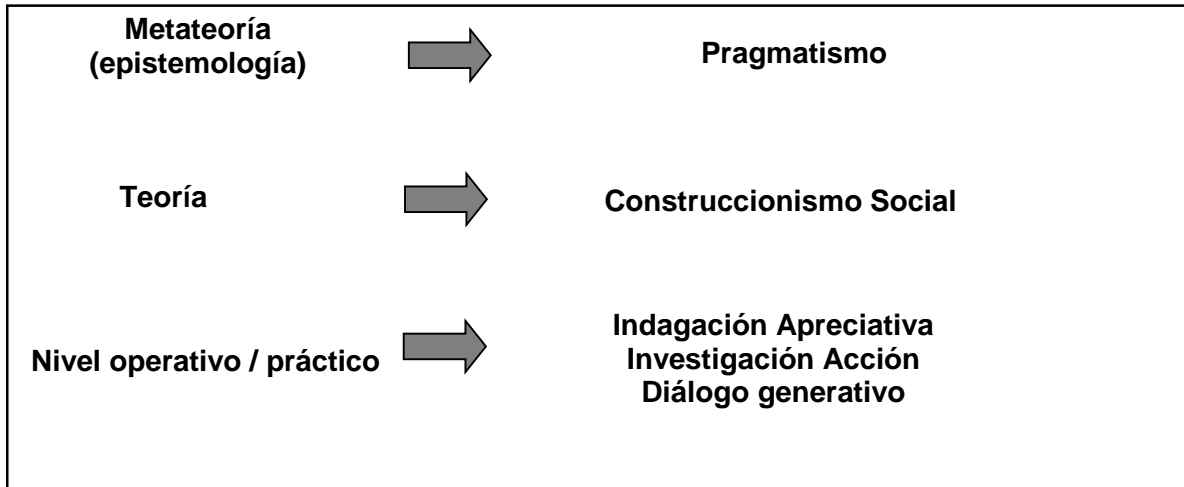 Metateoría
(epistemología)
Pragmatismo
Teoría
Construccionismo Social
Nivel operativo / práctico
Indagación Apreciativa
Investigación Acción
Diálogo generativo